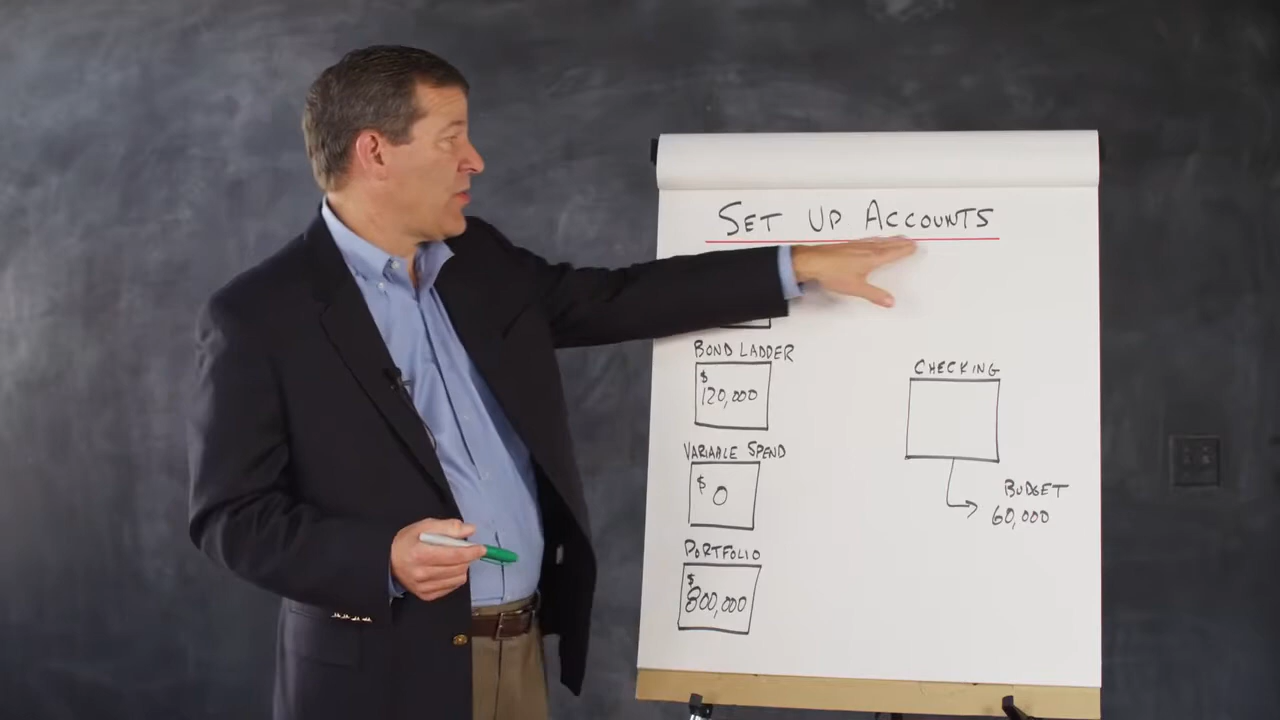 SET UP ACCOUNTS
BOND LADDER
$
120,000
VARIABLE SPEND
$ 0
PORTFOLIO
$
800,000
CHECKING
BUDGET
60,000